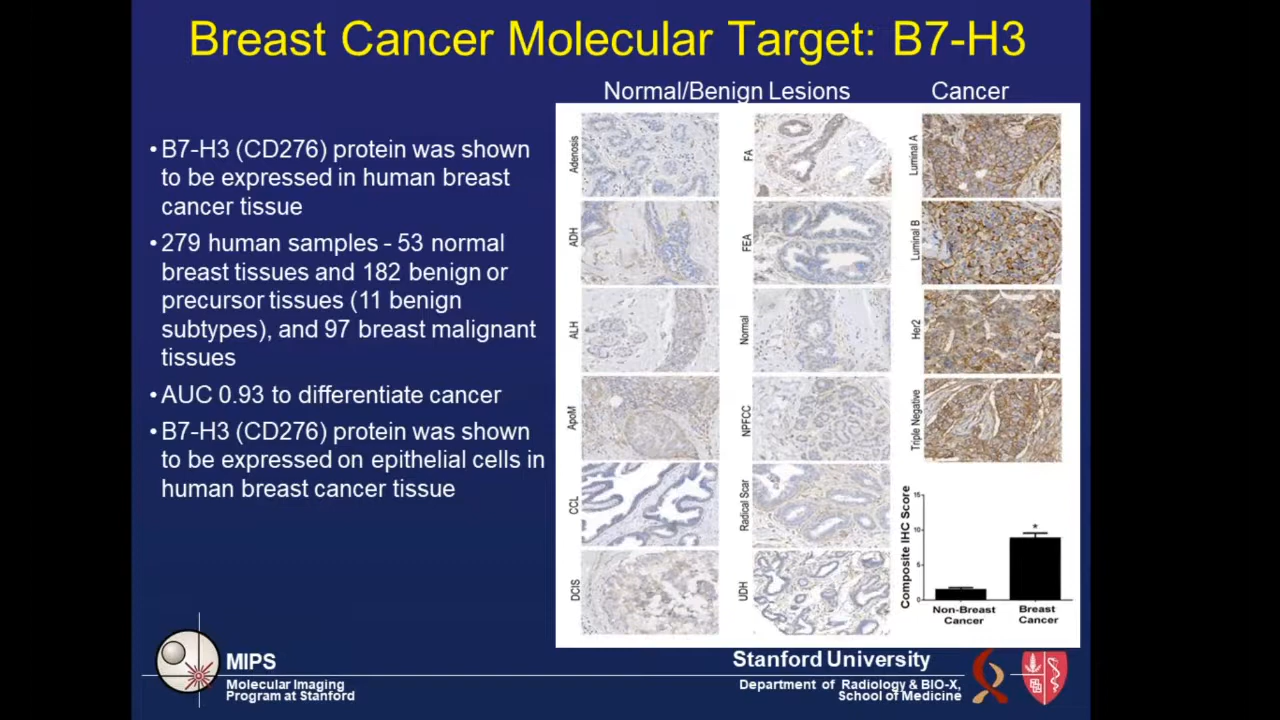 Breast Cancer Molecular Target: B7-H3
Normal/Benign Lesions
Cancer
•B7-H3 (CD276) protein was shown
to be expressed in human breast
cancer tissue
•279 human samples - 53 normal
breast tissues and 182 benign or
precursor tissues (11 benign
subtypes), and 97 breast malignant
tissues
•AUC 0.93 to differentiate cancer
•B7-H3 (CD276) protein was shown
to be expressed on epithelial cells in
human breast cancer tissue
Adenosis
ADH
ALH
ApoM
CCL
DCIS
FA
FEA
Normal
NPFCC
Radical Scar
UDH
Luminal A
Luminal B
Her2
Triple Negative
Composite IHC Score
15
10
5
0
*
Non-Breast
Cancer
Breast
Cancer
MIPS
Molecular Imaging
Program at Stanford
Stanford University
Department of Radiology & BIO-X,
School of Medicine